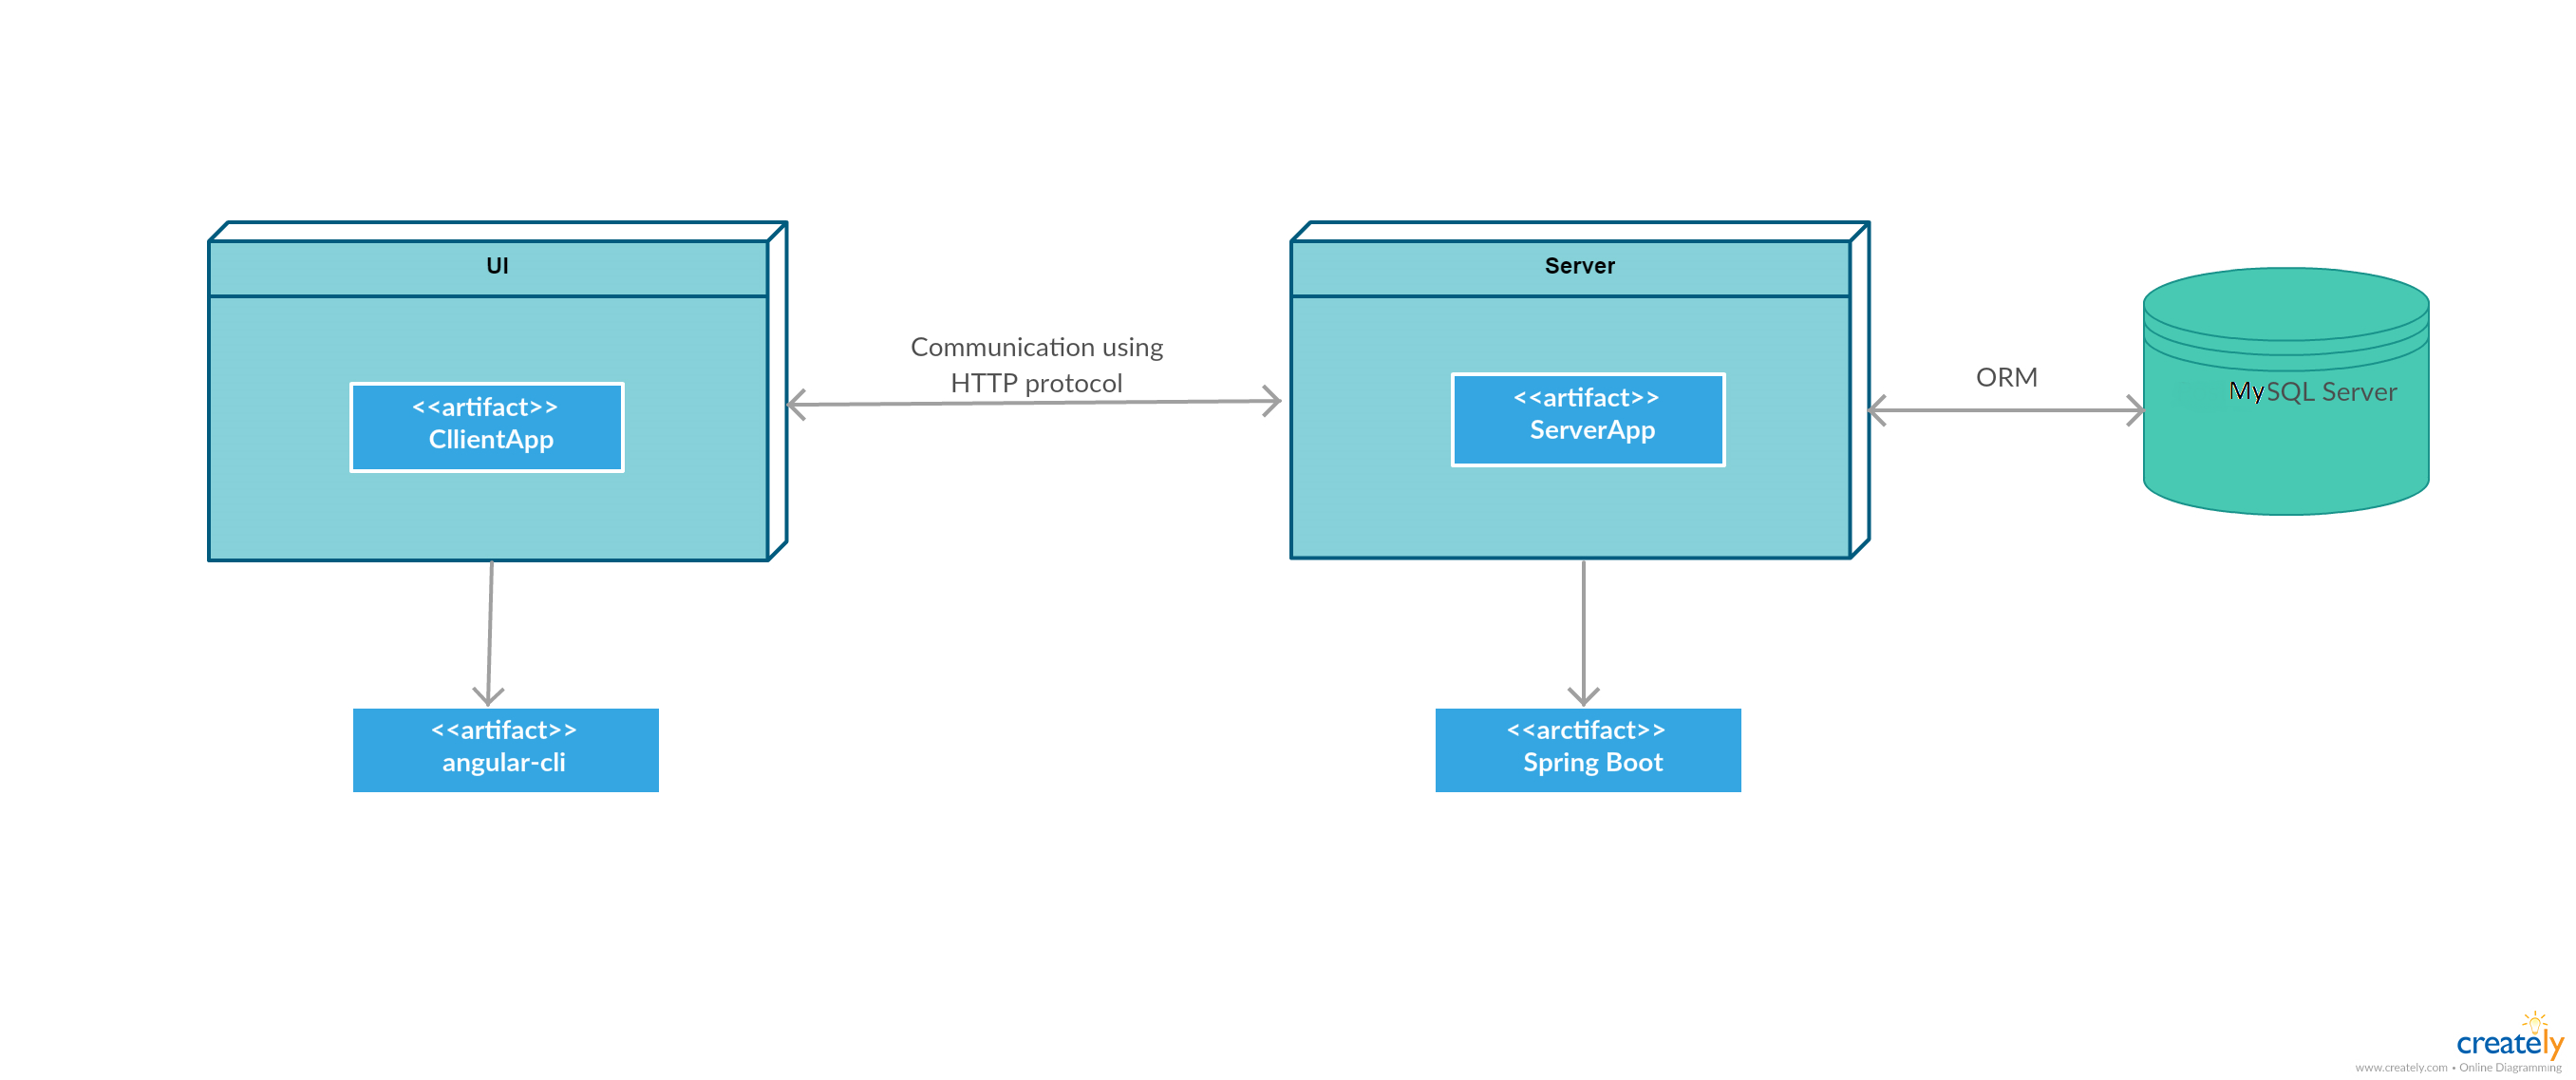 UI
<<artifact>>
CllientApp
Communication using
HTTP protocol
Server
<<artifact>>
ServerApp
ORM
MySQL Server
<<artifact>>
angular-cli
<<arctifact>>
Spring Boot
creately
www.creately.com • Online Diagramming